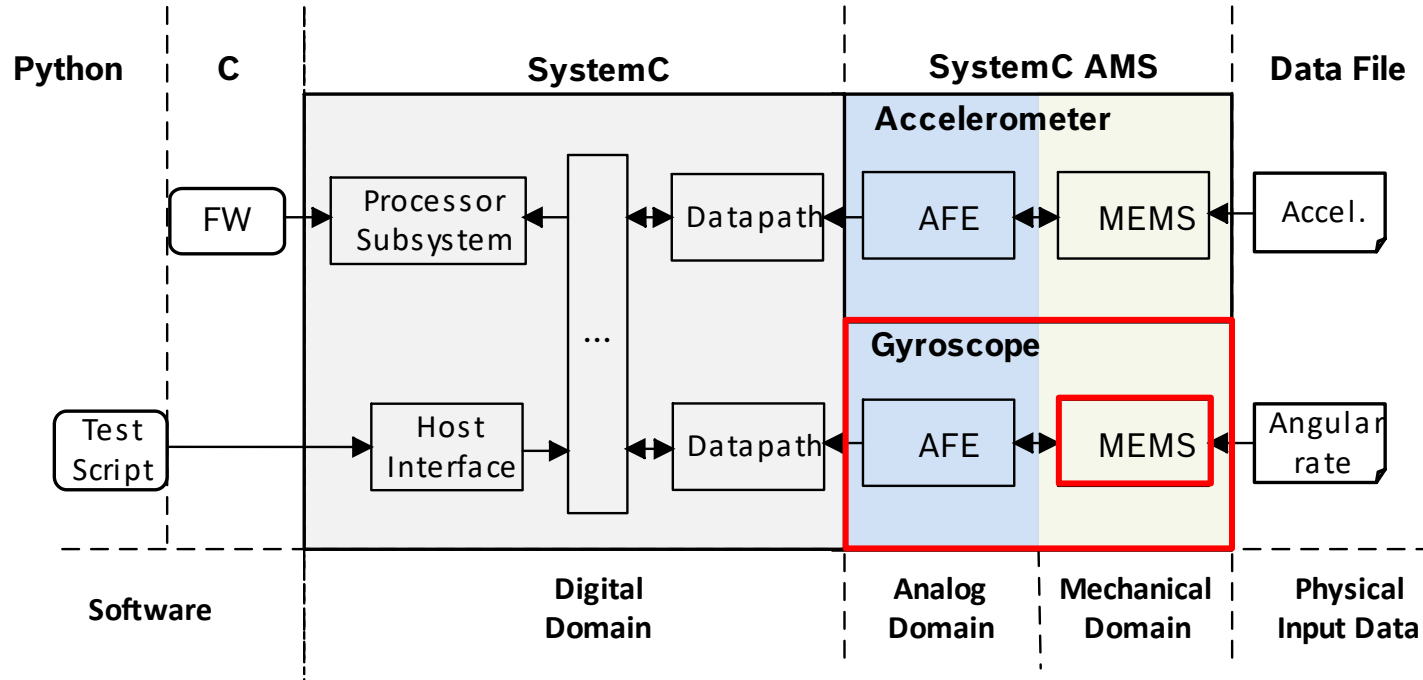 Python
C
SystemC
SystemC AMS
Data File
Accelerometer
FW
Processor
Subsystem
Datapath
AFE
MEMS
Accel.
...
Gyroscope
Test
Script
Host
Interface
Datapath
AFE
MEMS
Angular
rate
Software
Digital
Domain
Analog
Domain
Mechanical
Domain
Physical
Input Data